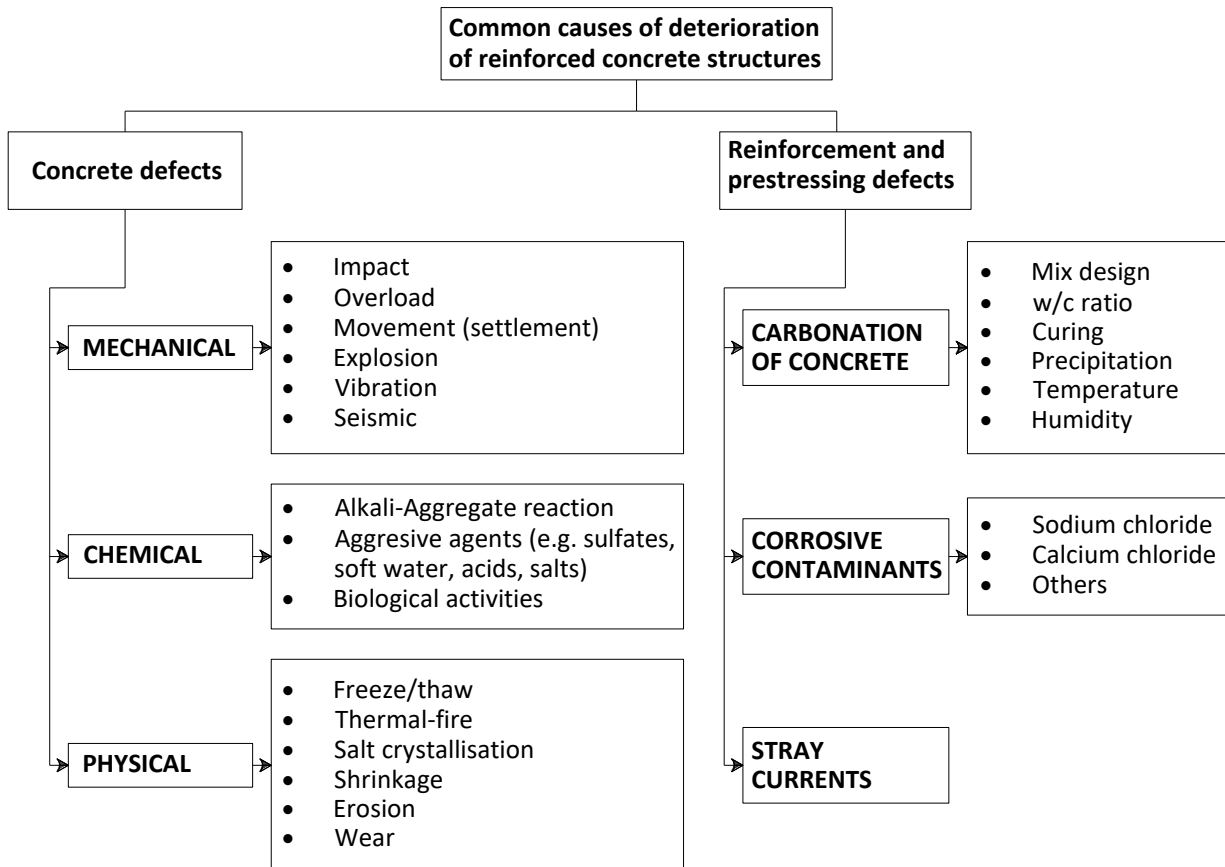 Common causes of deterioration
of reinforced concrete structures
Concrete defects
MECHANICAL
• Impact
• Overload
• Movement (settlement)
• Explosion
• Vibration
• Seismic
CHEMICAL
• Alkali-Aggregate reaction
• Aggresive agents (e.g. sulfates,
soft water, acids, salts)
• Biological activities
PHYSICAL
• Freeze/thaw
• Thermal-fire
• Salt crystallisation
• Shrinkage
• Erosion
• Wear
Reinforcement and
prestressing defects
CARBONATION
OF CONCRETE
• Mix design
• w/c ratio
• Curing
• Precipitation
• Temperature
• Humidity
CORROSIVE
CONTAMINANTS
• Sodium chloride
• Calcium chloride
• Others
STRAY
CURRENTS